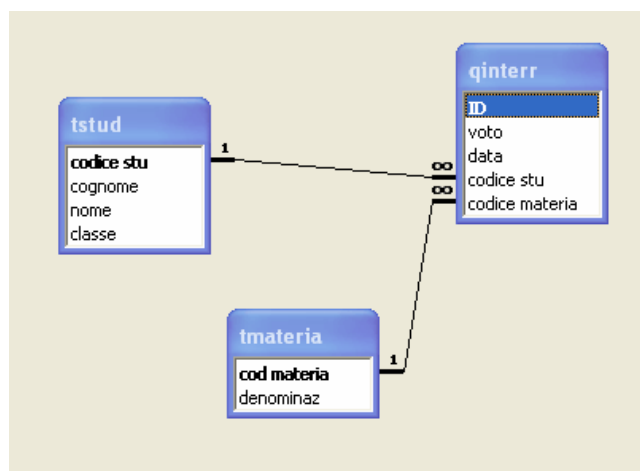 qinterr
ID
voto
data
codice stu
codice materia
tstud
codice stu
cognome
nome
classe
1
∞
∞
tmateria
cod materia
denominaz
1